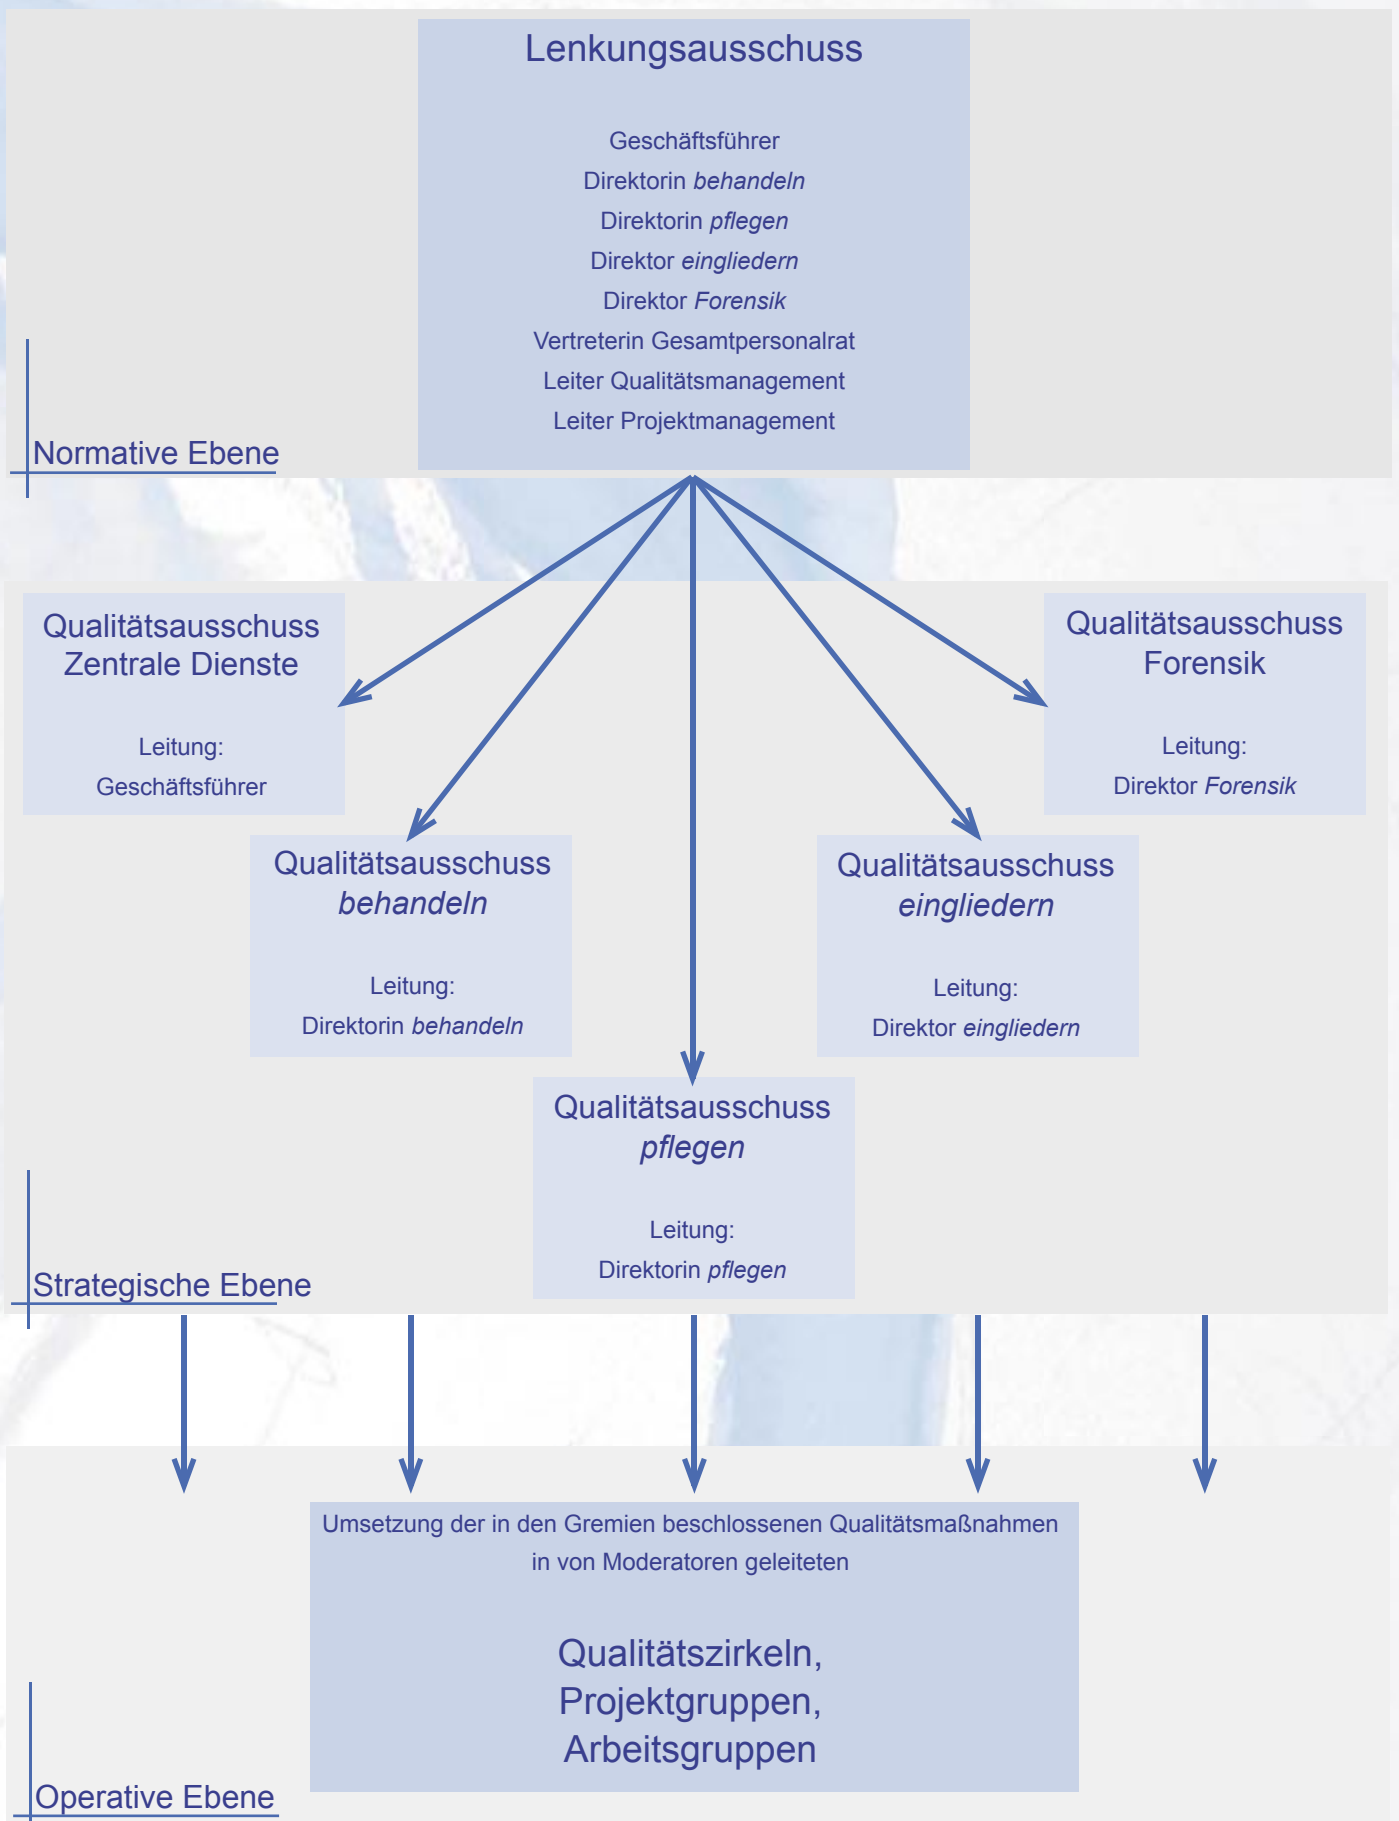 Lenkungsausschuss
Geschäftsführer
Direktorin behandeln
Direktorin pflegen
Direktor eingliedern
Direktor Forensik
Vertreterin Gesamtpersonalrat
Leiter Qualitätsmanagement
Leiter Projektmanagement
Normative Ebene
Qualitätsausschuss
Zentrale Dienste
Leitung:
Geschäftsführer
Qualitätsausschuss
Forensik
Leitung:
Direktor Forensik
Qualitätsausschuss
behandeln
Leitung:
Direktorin behandeln
Qualitätsausschuss
eingliedern
Leitung:
Direktor eingliedern
Qualitätsausschuss
pflegen
Leitung:
Direktorin pflegen
Strategische Ebene
Umsetzung der in den Gremien beschlossenen Qualitätsmaßnahmen
in von Moderatoren geleiteten
Qualitätszirkeln,
Projektgruppen,
Arbeitsgruppen
Operative Ebene